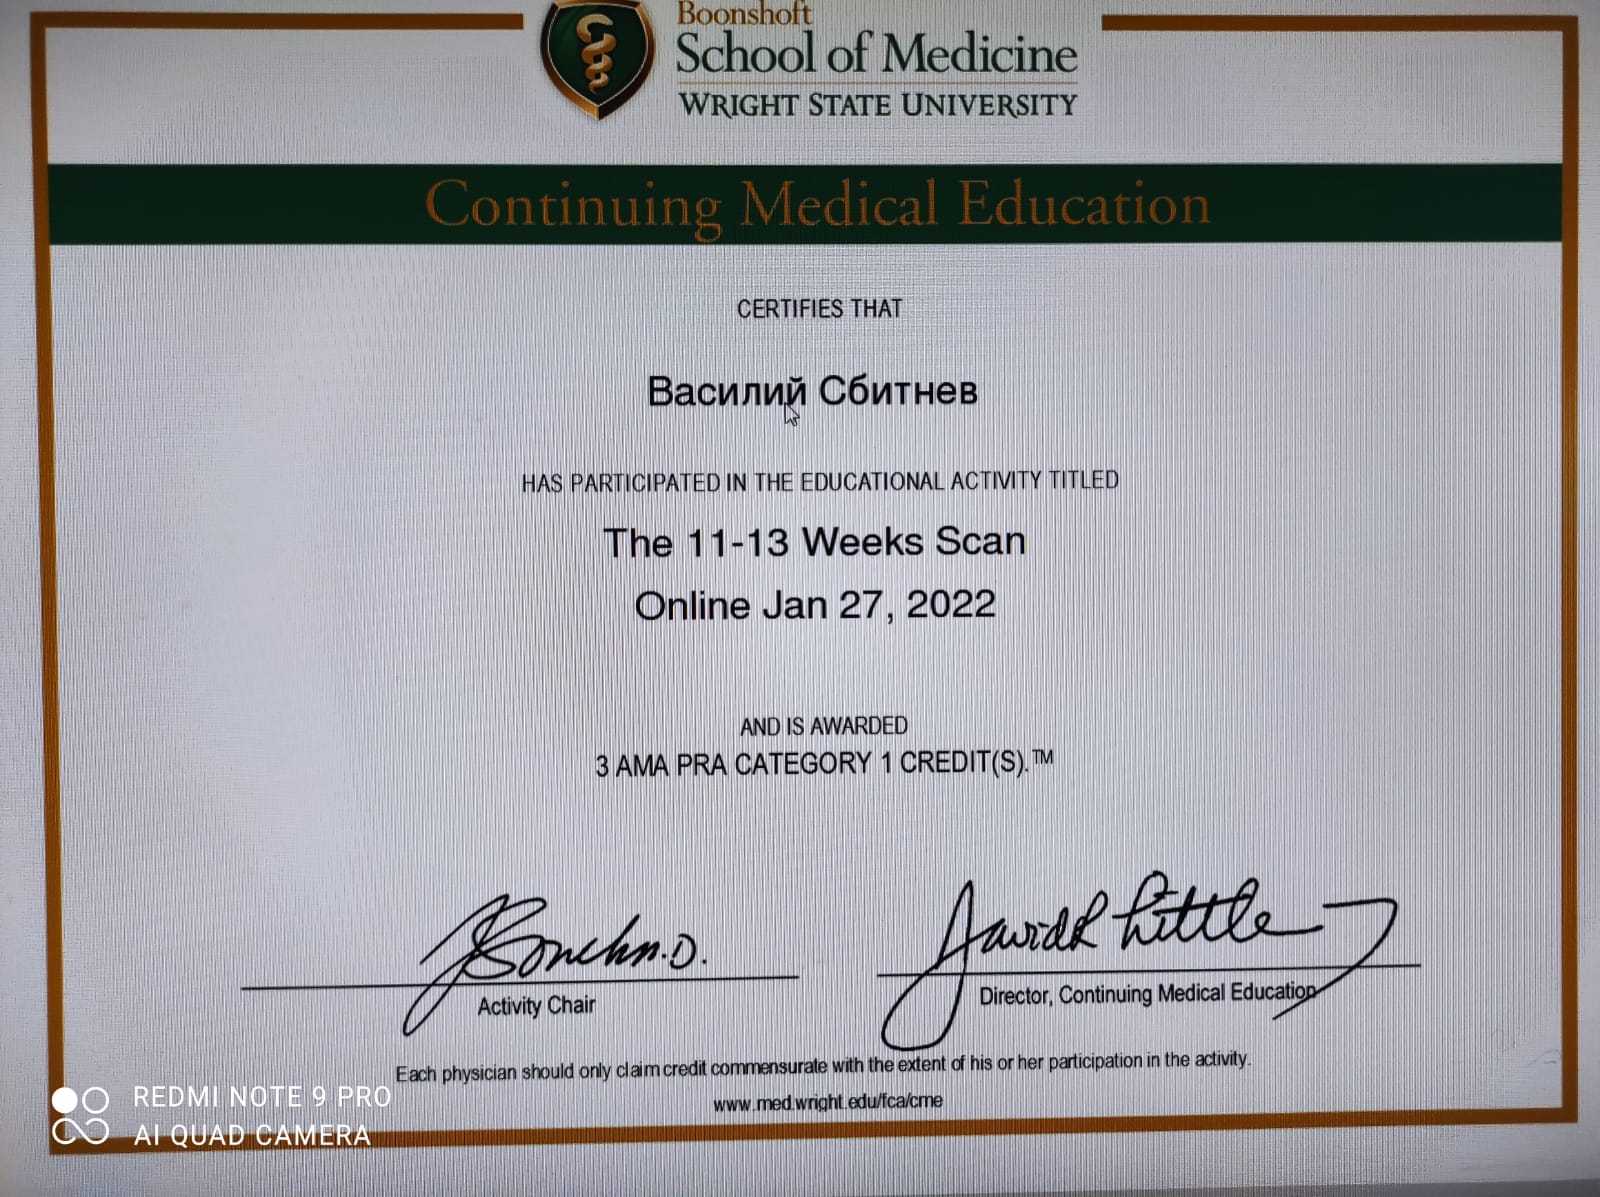 Boonshoft
School of Medicine
WRIGHT STATE UNIVERSITY
Continuing Medical Education
CERTIFIES THAT
Василий Сбитнев
HAS PARTICIPATED IN THE EDUCATIONAL ACTIVITY TITLED
The 11-13 Weeks Scan
Online Jan 27, 2022
AND IS AWARDED
3 AMA PRA CATEGORY 1 CREDIT(S).™
David R Little
Activity Chair
Director, Continuing Medical Education
Each physician should only claim credit commensurate with the extent of his or her participation in the activity.
www.med.wright.edu/fca/cme
REDMI NOTE 9 PRO
AI QUAD CAMERA